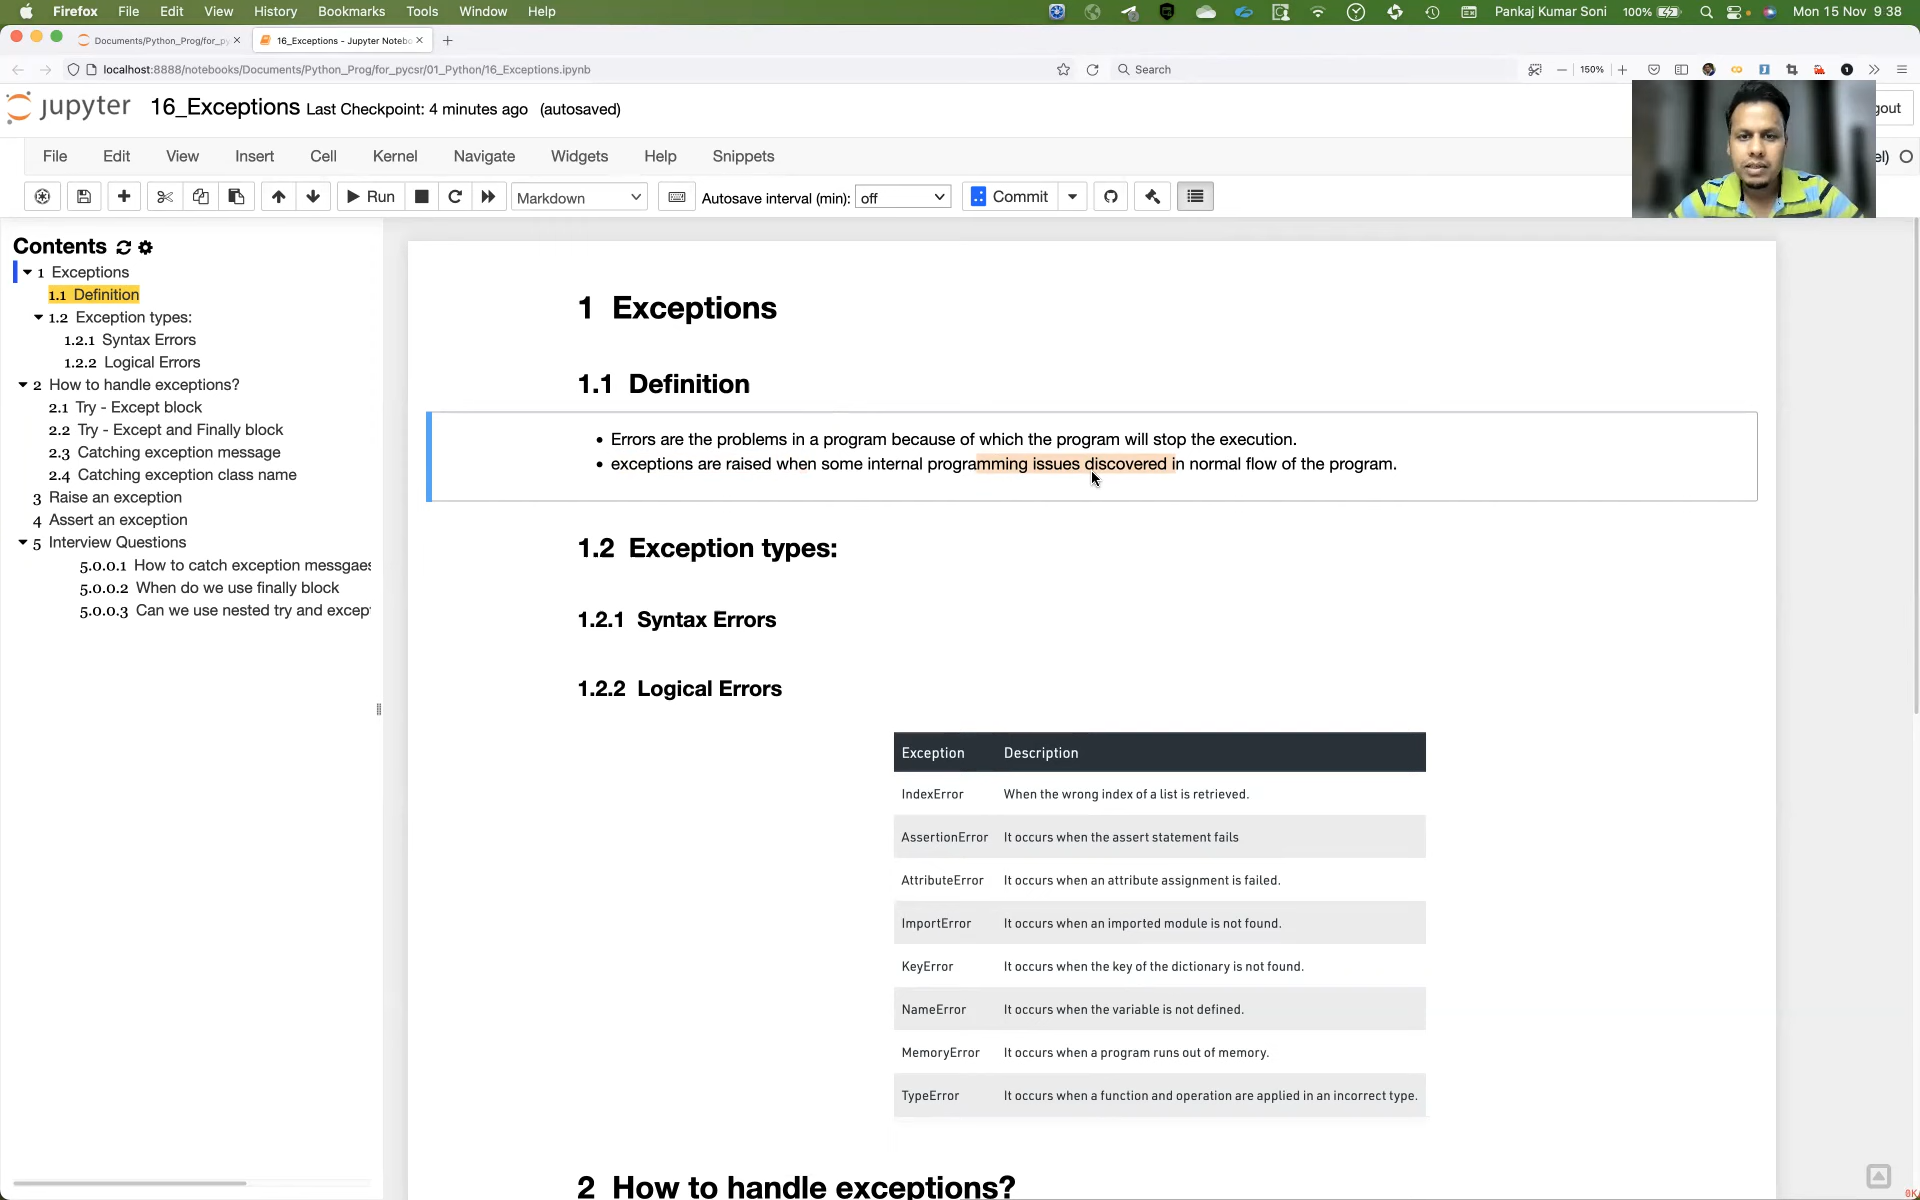 Firefox File Edit View History Bookmarks Tools Window Help Pankaj Kumar Soni 100% Mon 15 Nov 9 38
Documents/Python_Prog/for_py
16_Exceptions - Jupyter Notebo
localhost:8888/notebooks/Documents/Python_Prog/for_pycsr/01_Python/16_Exceptions.ipynb
Search
150%
jupyter 16_Exceptions Last Checkpoint: 4 minutes ago (autosaved)
gout
File Edit View Insert Cell Kernel Navigate Widgets Help Snippets
el)
Run Markdown Autosave interval (min): off Commit
Contents
1 Exceptions
1.1 Definition
1.2 Exception types:
1.2.1 Syntax Errors
1.2.2 Logical Errors
2 How to handle exceptions?
2.1 Try - Except block
2.2 Try - Except and Finally block
2.3 Catching exception message
2.4 Catching exception class name
3 Raise an exception
4 Assert an exception
5 Interview Questions
5.0.0.1 How to catch exception messgaes
5.0.0.2 When do we use finally block
5.0.0.3 Can we use nested try and excep
1 Exceptions
1.1 Definition
• Errors are the problems in a program because of which the program will stop the execution.
• exceptions are raised when some internal programming issues discovered in normal flow of the program.
1.2 Exception types:
1.2.1 Syntax Errors
1.2.2 Logical Errors
Exception Description
IndexError When the wrong index of a list is retrieved.
AssertionError It occurs when the assert statement fails
AttributeError It occurs when an attribute assignment is failed.
ImportError It occurs when an imported module is not found.
KeyError It occurs when the key of the dictionary is not found.
NameError It occurs when the variable is not defined.
MemoryError It occurs when a program runs out of memory.
TypeError It occurs when a function and operation are applied in an incorrect type.
2 How to handle exceptions?